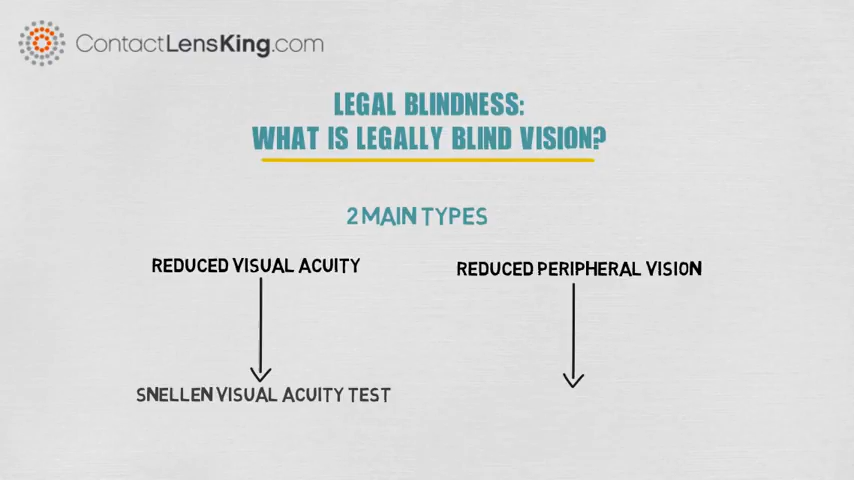 ContactLensKing.com
LEGAL BLINDNESS:
WHAT IS LEGALLY BLIND VISION?
2 MAIN TYPES
REDUCED VISUAL ACUITY
REDUCED PERIPHERAL VISION
SNELLEN VISUAL ACUITY TEST